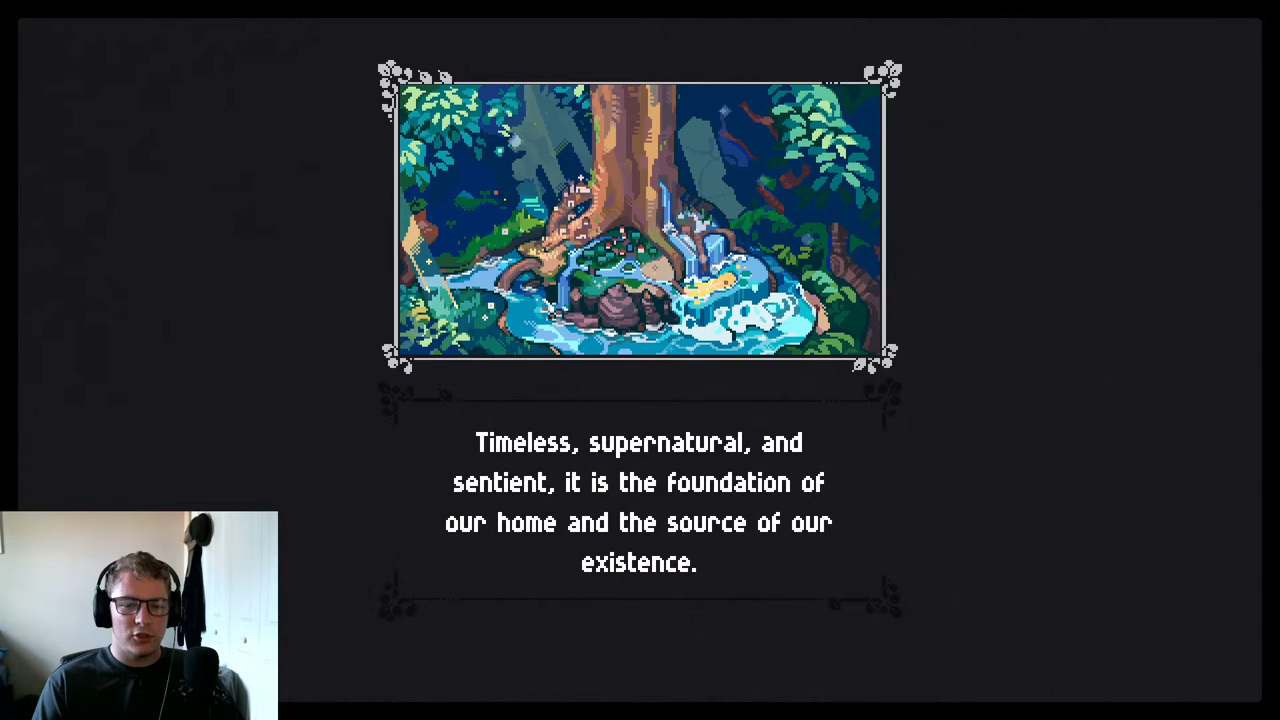 Timeless, supernatural, and
sentient, it is the foundation of
our home and the source of our
existence.